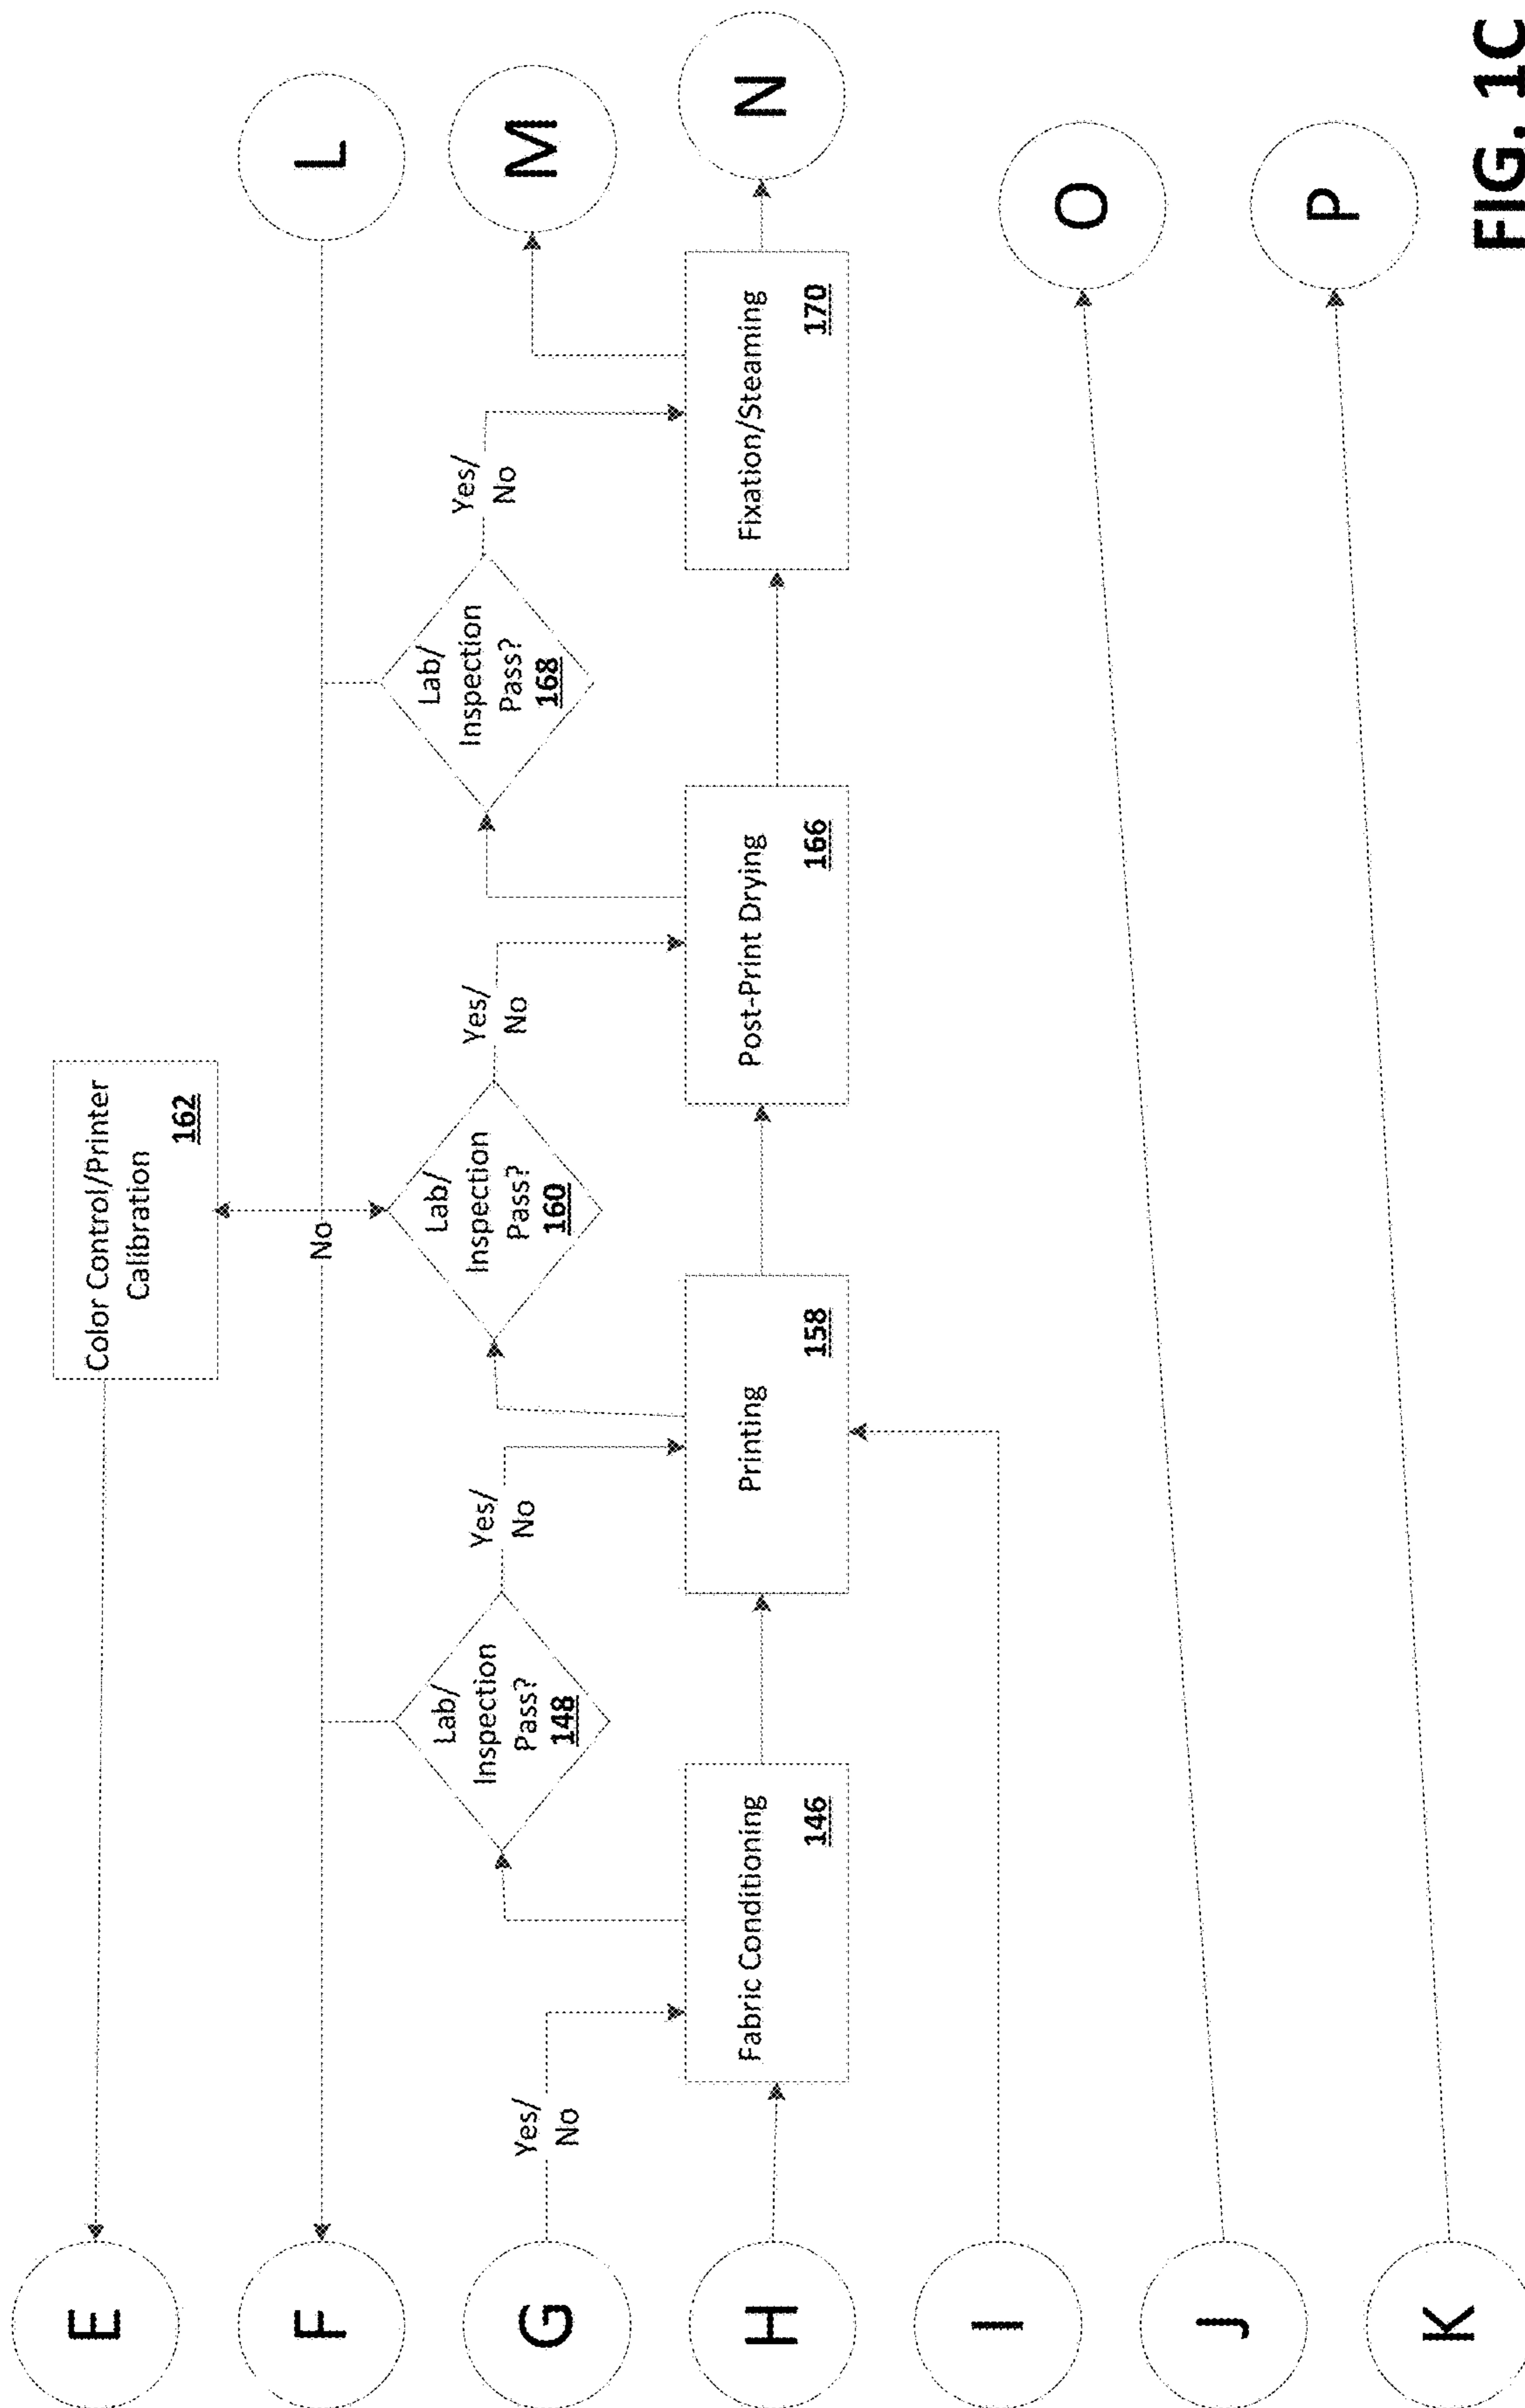 E
Color Control/Printer
Calibration
162
F
No
L
G
Yes/
No
Lab/
Inspection
Pass?
148
Yes/
No
Lab/
Inspection
Pass?
160
Yes/
No
Lab/
Inspection
Pass?
168
Yes/
No
M
H
Fabric Conditioning
146
Printing
158
Post-Print Drying
166
Fixation/Steaming
170
N
I
J
O
K
P
FIG. 1C